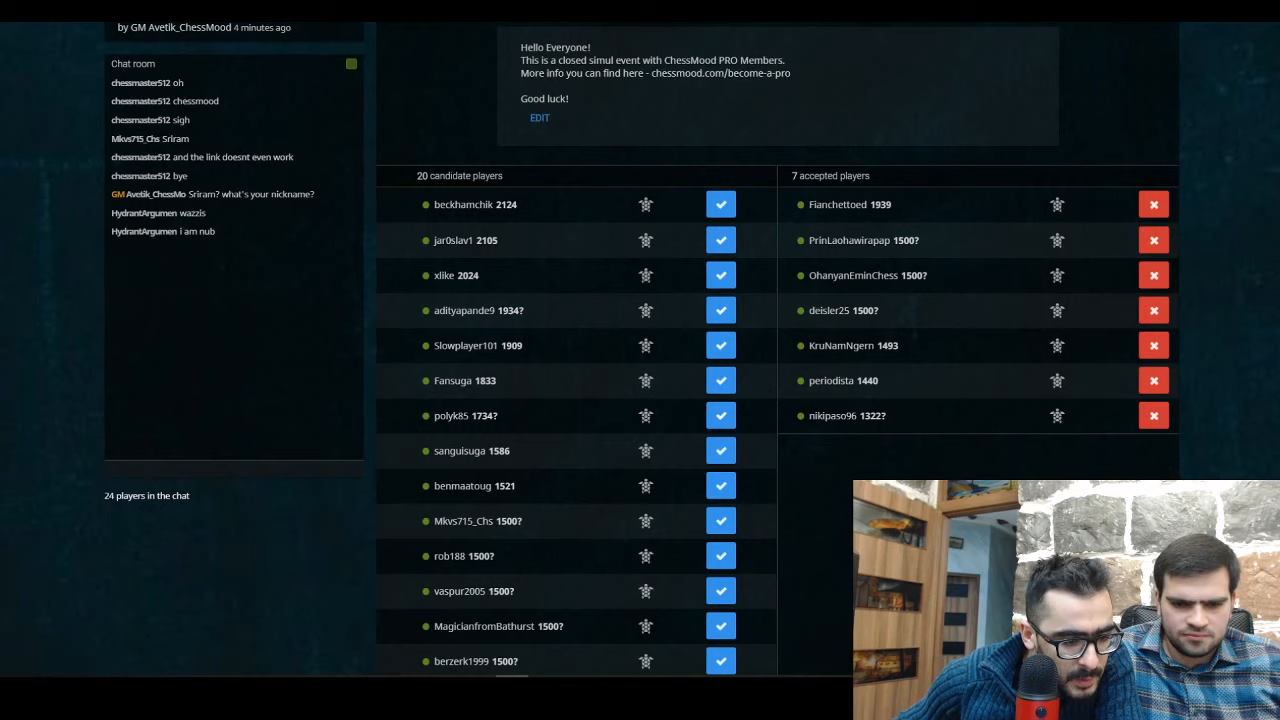 by GM Avetik_ChessMood 4 minutes ago
Chat room
chessmaster512 oh
chessmaster512 chessmood
chessmaster512 sigh
Mkvs715_Chs Sriram
chessmaster512 and the link doesnt even work
chessmaster512 bye
GM Avetik_ChessMo Sriram? what's your nickname?
HydrantArgumen wazzis
HydrantArgumen i am nub
24 players in the chat
Hello Everyone!
This is a closed simul event with ChessMood PRO Members.
More info you can find here - chessmood.com/become-a-pro
Good luck!
EDIT
20 candidate players
beckhamchik 2124
jar0slav1 2105
xlike 2024
adityapande9 1934?
Slowplayer101 1909
Fansuga 1833
polyk85 1734?
sanguisuga 1586
benmaatoug 1521
Mkvs715_Chs 1500?
rob188 1500?
vaspur2005 1500?
MagicianfromBathurst 1500?
berzerk1999 1500?
7 accepted players
Fianchettoed 1939
PrinLaohawirapap 1500?
OhanyanEminChess 1500?
deisler25 1500?
KruNamNgern 1493
periodista 1440
nikipaso96 1322?